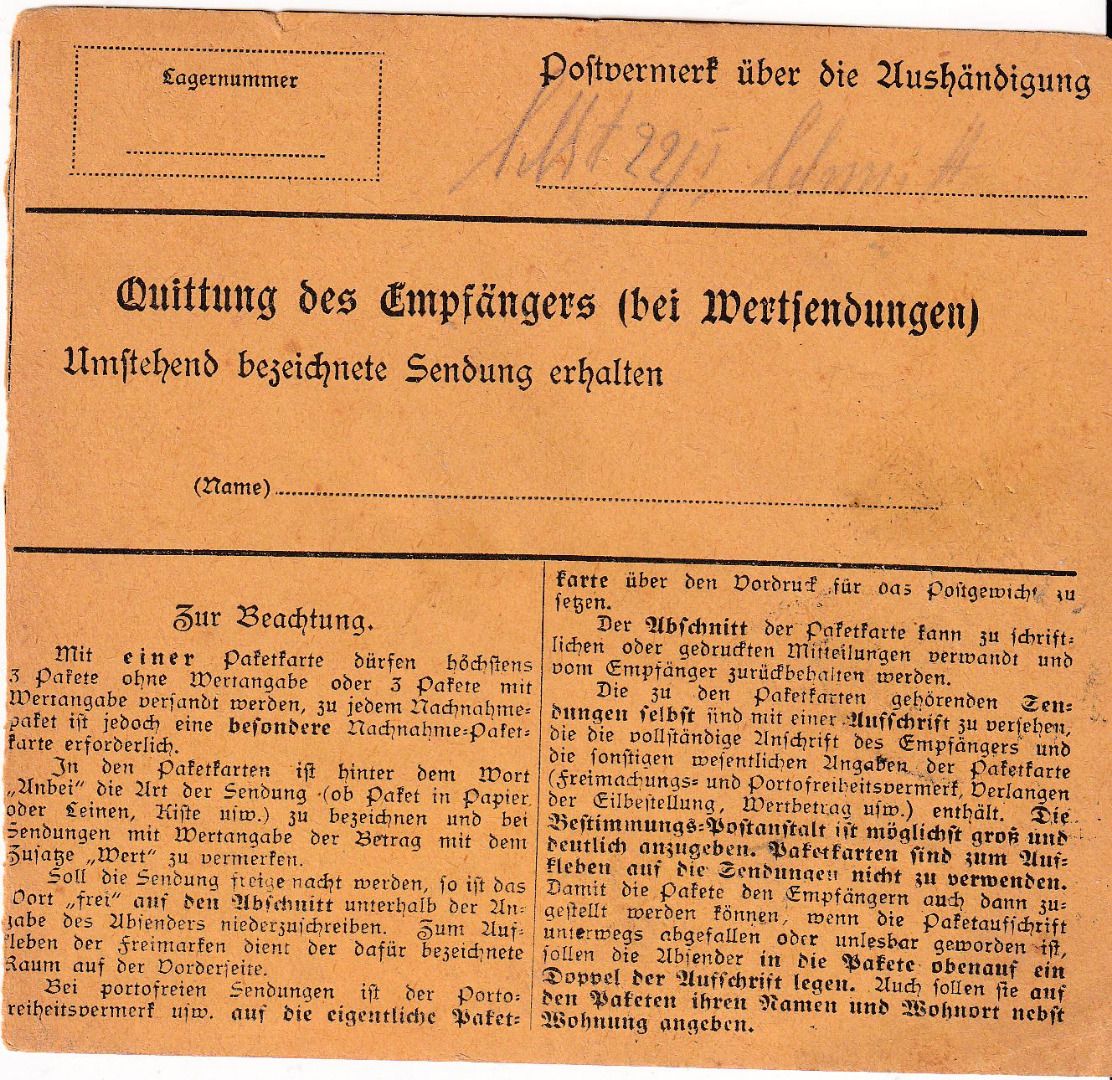 Lagernummer
Postvermerk über die Aushändigung
Quittung des Empfängers (bei Wertsendungen)
Umstehend bezeichnete Sendung erhalten
(Name)
Zur Beachtung.
Mit einer Paketkarte dürfen höchstens
3 Pakete ohne Wertangabe oder 3 Pakete mit
Wertangabe versandt werden, zu jedem Nachnahme-
paket ist jedoch eine besondere Nachnahme-Paket-
karte erforderlich.
In den Paketkarten ist hinter dem Wort
„Anbei“ die Art der Sendung (ob Paket in Papier
oder Leinen, Kiste usw.) zu bezeichnen und bei
Sendungen mit Wertangabe der Betrag mit dem
Zusatze „Wert“ zu vermerken.
Soll die Sendung freigemacht werden, so ist das
Wort „frei“ auf den Abschnitt unterhalb der An-
gabe des Absenders niederzuschreiben. Zum Auf-
kleben der Freimarken dient der dafür bezeichnete
Raum auf der Vorderseite.
Bei portofreien Sendungen ist der Porto-
reiheitsvermerk usw. auf die eigentliche Paket-
karte über den Vordruck für das Postgewicht zu
setzen.
Der Abschnitt der Paketkarte kann zu schrift-
lichen oder gedruckten Mitteilungen verwandt und
vom Empfänger zurückbehalten werden.
Die zu den Paketkarten gehörenden Sen-
dungen selbst sind mit einer Aufschrift zu versehen,
die die vollständige Anschrift des Empfängers und
die sonstigen wesentlichen Angaben der Paketkarte
(Freimachungs- und Portofreiheitsvermerk, Verlangen
der Eilbestellung, Wertbetrag usw.) enthält. Die
Bestimmungs-Postanstalt ist möglichst groß und
deutlich anzugeben. Paketkarten sind zum Auf-
kleben auf die Sendungen nicht zu verwenden.
Damit die Pakete den Empfängern auch dann zu-
gestellt werden können, wenn die Paketaufschrift
unterwegs abgefallen oder unlesbar geworden ist,
sollen die Absender in die Pakete obenauf ein
Doppel der Aufschrift legen. Auch sollen sie auf
den Paketen ihren Namen und Wohnort nebst
Wohnung angeben.